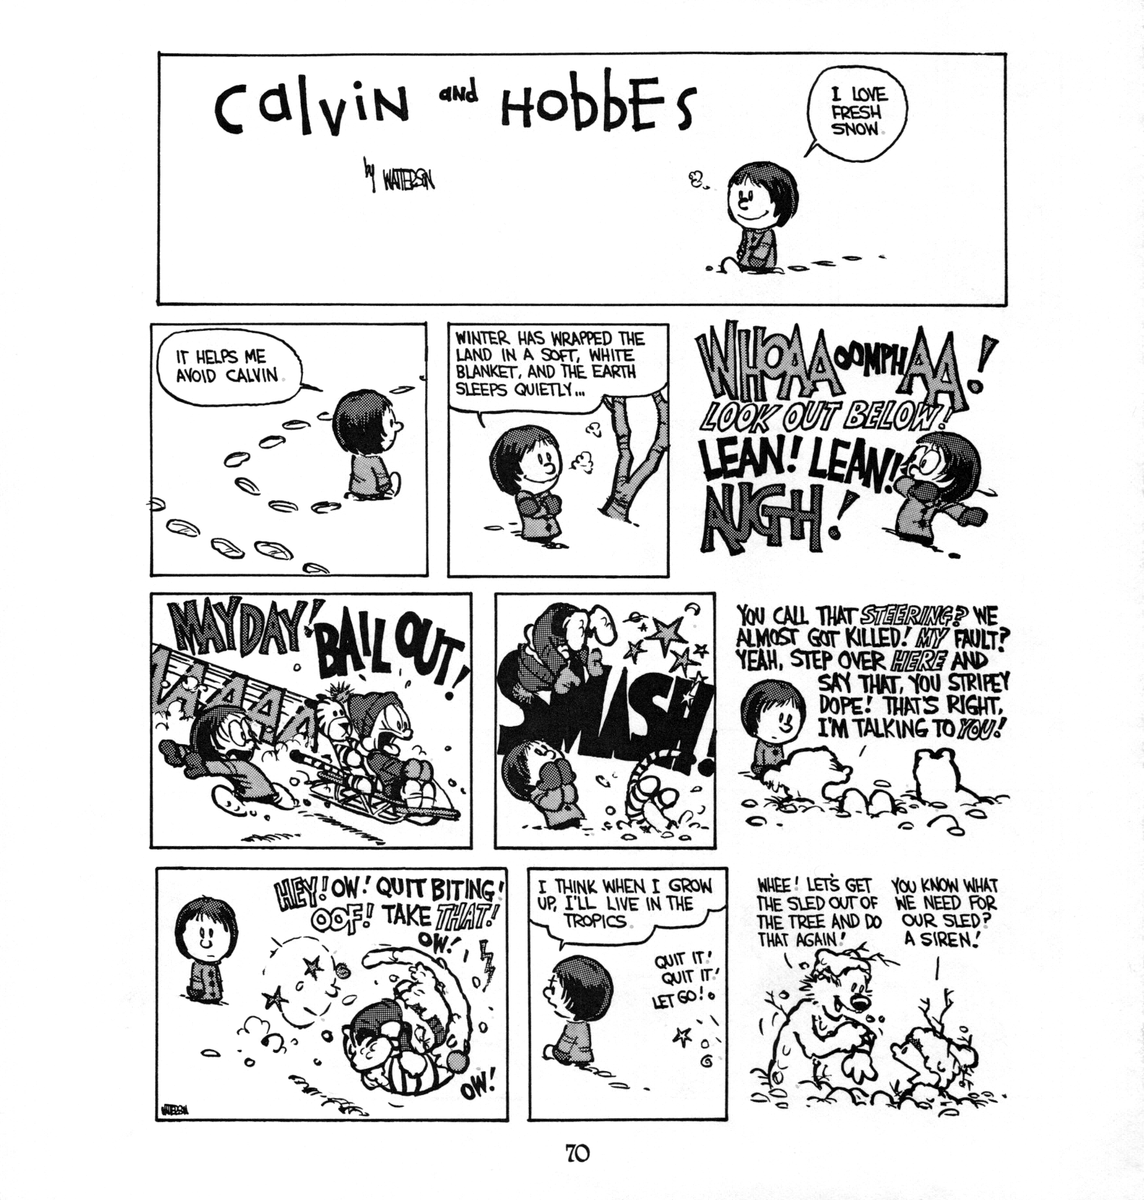 Calvin and Hobbes
by WATTERSON
I LOVE
FRESH
SNOW.
IT HELPS ME
AVOID CALVIN.
WINTER HAS WRAPPED THE
LAND IN A SOFT, WHITE
BLANKET, AND THE EARTH
SLEEPS QUIETLY...
WHOAA OOMPH AA!
LOOK OUT BELOW!
LEAN! LEAN!
AUGH!
MAYDAY! BAIL OUT!
AAAAA
SMASH!
YOU CALL THAT STEERING? WE
ALMOST GOT KILLED! MY FAULT?
YEAH, STEP OVER HERE AND
SAY THAT, YOU STRIPEY
DOPE! THAT'S RIGHT,
I'M TALKING TO YOU!
HEY! OW! QUIT BITING!
OOF! TAKE THAT!
OW!
OW!
WATTERSON
I THINK WHEN I GROW
UP, I'LL LIVE IN THE
TROPICS.
QUIT IT!
QUIT IT!
LET GO!
WHEE! LET'S GET
THE SLED OUT OF
THE TREE AND DO
THAT AGAIN!
YOU KNOW WHAT
WE NEED FOR
OUR SLED?
A SIREN!
70